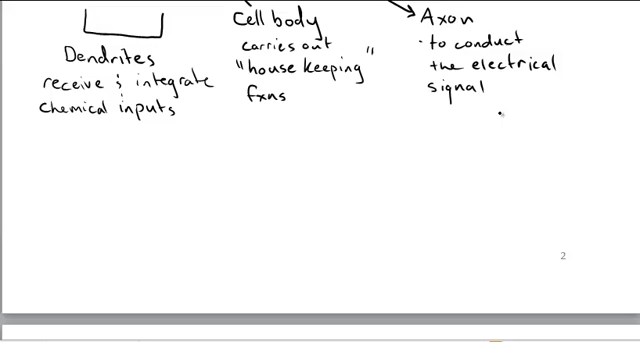 Dendrites
receive & integrate
chemical inputs
Cell body
carries out
"house keeping"
fxns
Axon
· to conduct
the electrical
signal
2